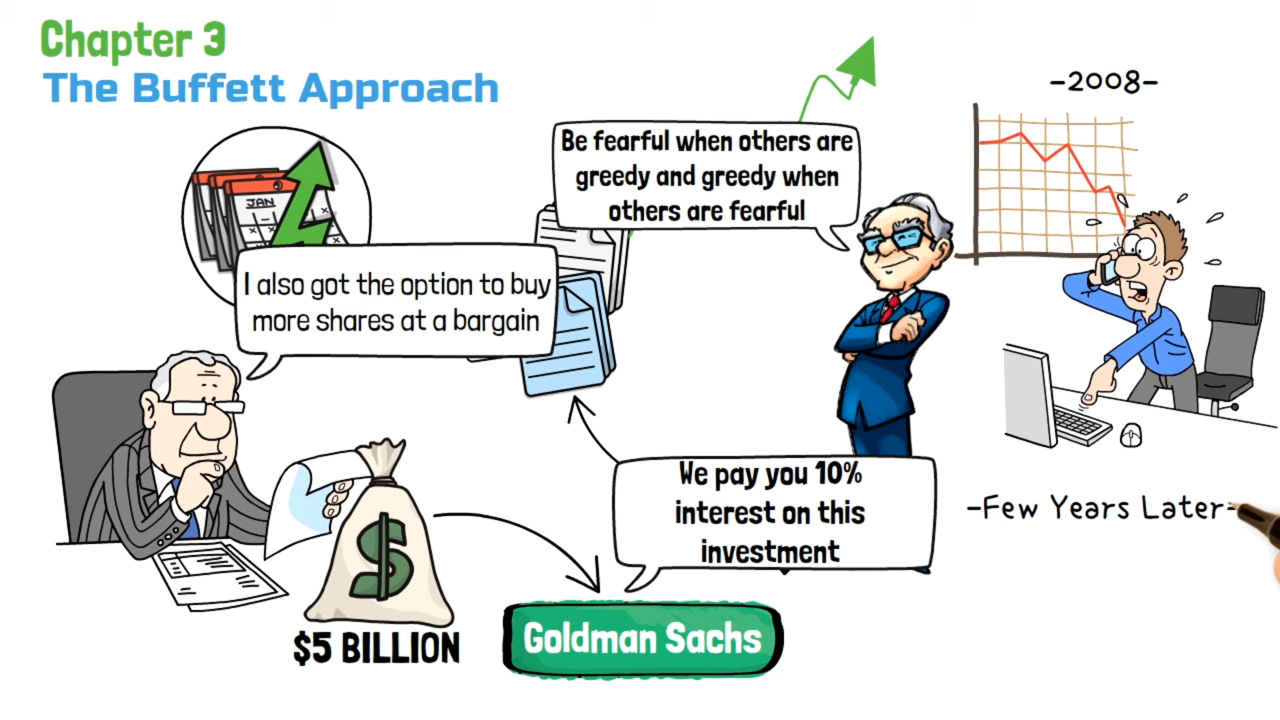 Chapter 3
The Buffett Approach
-2008-
Be fearful when others are
greedy and greedy when
others are fearful
JAN
I also got the option to buy
more shares at a bargain
We pay you 10%
interest on this
investment
-Few Years Later-
$
$5 BILLION
Goldman Sachs